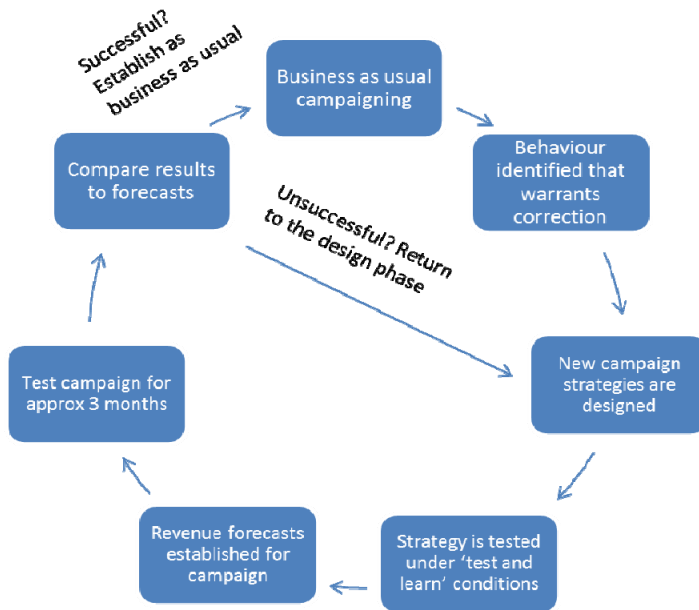 Successful?
Establish as
business as usual
Business as usual
campaigning
Behaviour
identified that
warrants
correction
Compare results
to forecasts
Unsuccessful? Return
to the design phase
New campaign
strategies are
designed
Test campaign for
approx 3 months
Strategy is tested
under ‘test and
learn’ conditions
Revenue forecasts
established for
campaign